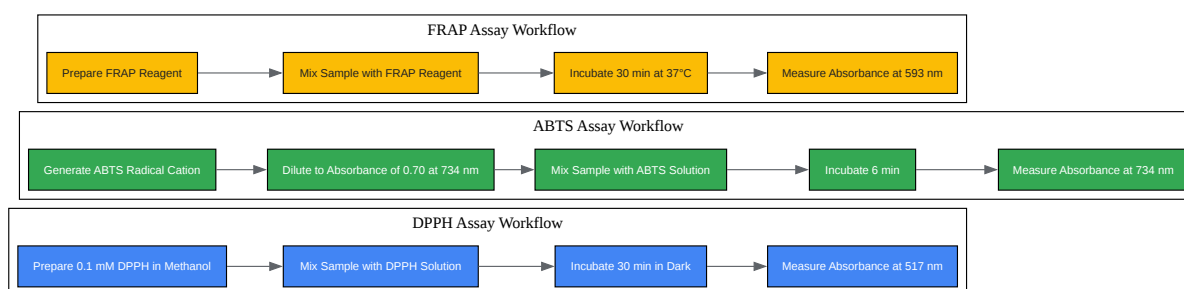 FRAP Assay Workflow
Prepare FRAP Reagent
Mix Sample with FRAP Reagent
Incubate 30 min at 37°C
Measure Absorbance at 593 nm
ABTS Assay Workflow
Generate ABTS Radical Cation
Dilute to Absorbance of 0.70 at 734 nm
Mix Sample with ABTS Solution
Incubate 6 min
Measure Absorbance at 734 nm
DPPH Assay Workflow
Prepare 0.1 mM DPPH in Methanol
Mix Sample with DPPH Solution
Incubate 30 min in Dark
Measure Absorbance at 517 nm